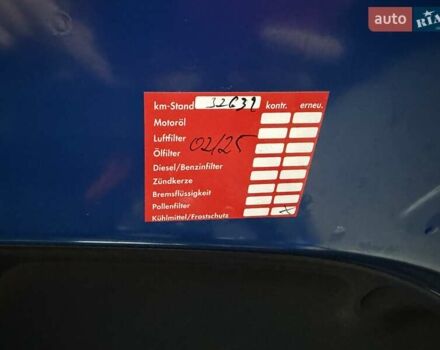 auto RIA
km-Stand 32631 kontr. erneu.
Motoröl
Luftfilter 02/25
Ölfilter
Diesel/Benzinfilter
Zündkerze
Bremsflüssigkeit
Pollenfilter
Kühlmittel/Frostschutz x